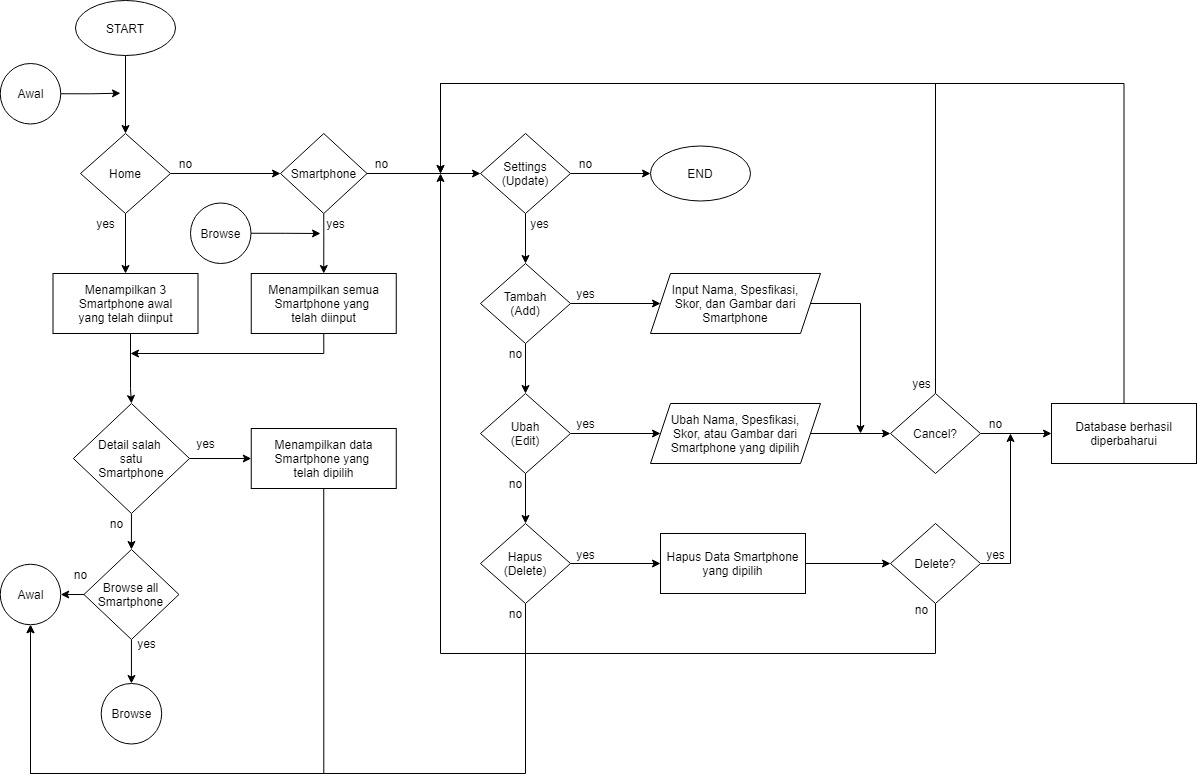 START
Awal
Home
no
Smartphone
no
Settings
(Update)
no
END
yes
Browse
yes
yes
Menampilkan 3
Smartphone awal
yang telah diinput
Menampilkan semua
Smartphone yang
telah diinput
Tambah
(Add)
yes
Input Nama, Spesfikasi,
Skor, dan Gambar dari
Smartphone
no
yes
Detail salah
satu
Smartphone
yes
Menampilkan data
Smartphone yang
telah dipilih
Ubah
(Edit)
yes
Ubah Nama, Spesfikasi,
Skor, atau Gambar dari
Smartphone yang dipilih
Cancel?
no
Database berhasil
diperbaharui
no
no
Hapus
(Delete)
yes
Hapus Data Smartphone
yang dipilih
Delete?
yes
Awal
no
Browse all
Smartphone
no
no
yes
Browse